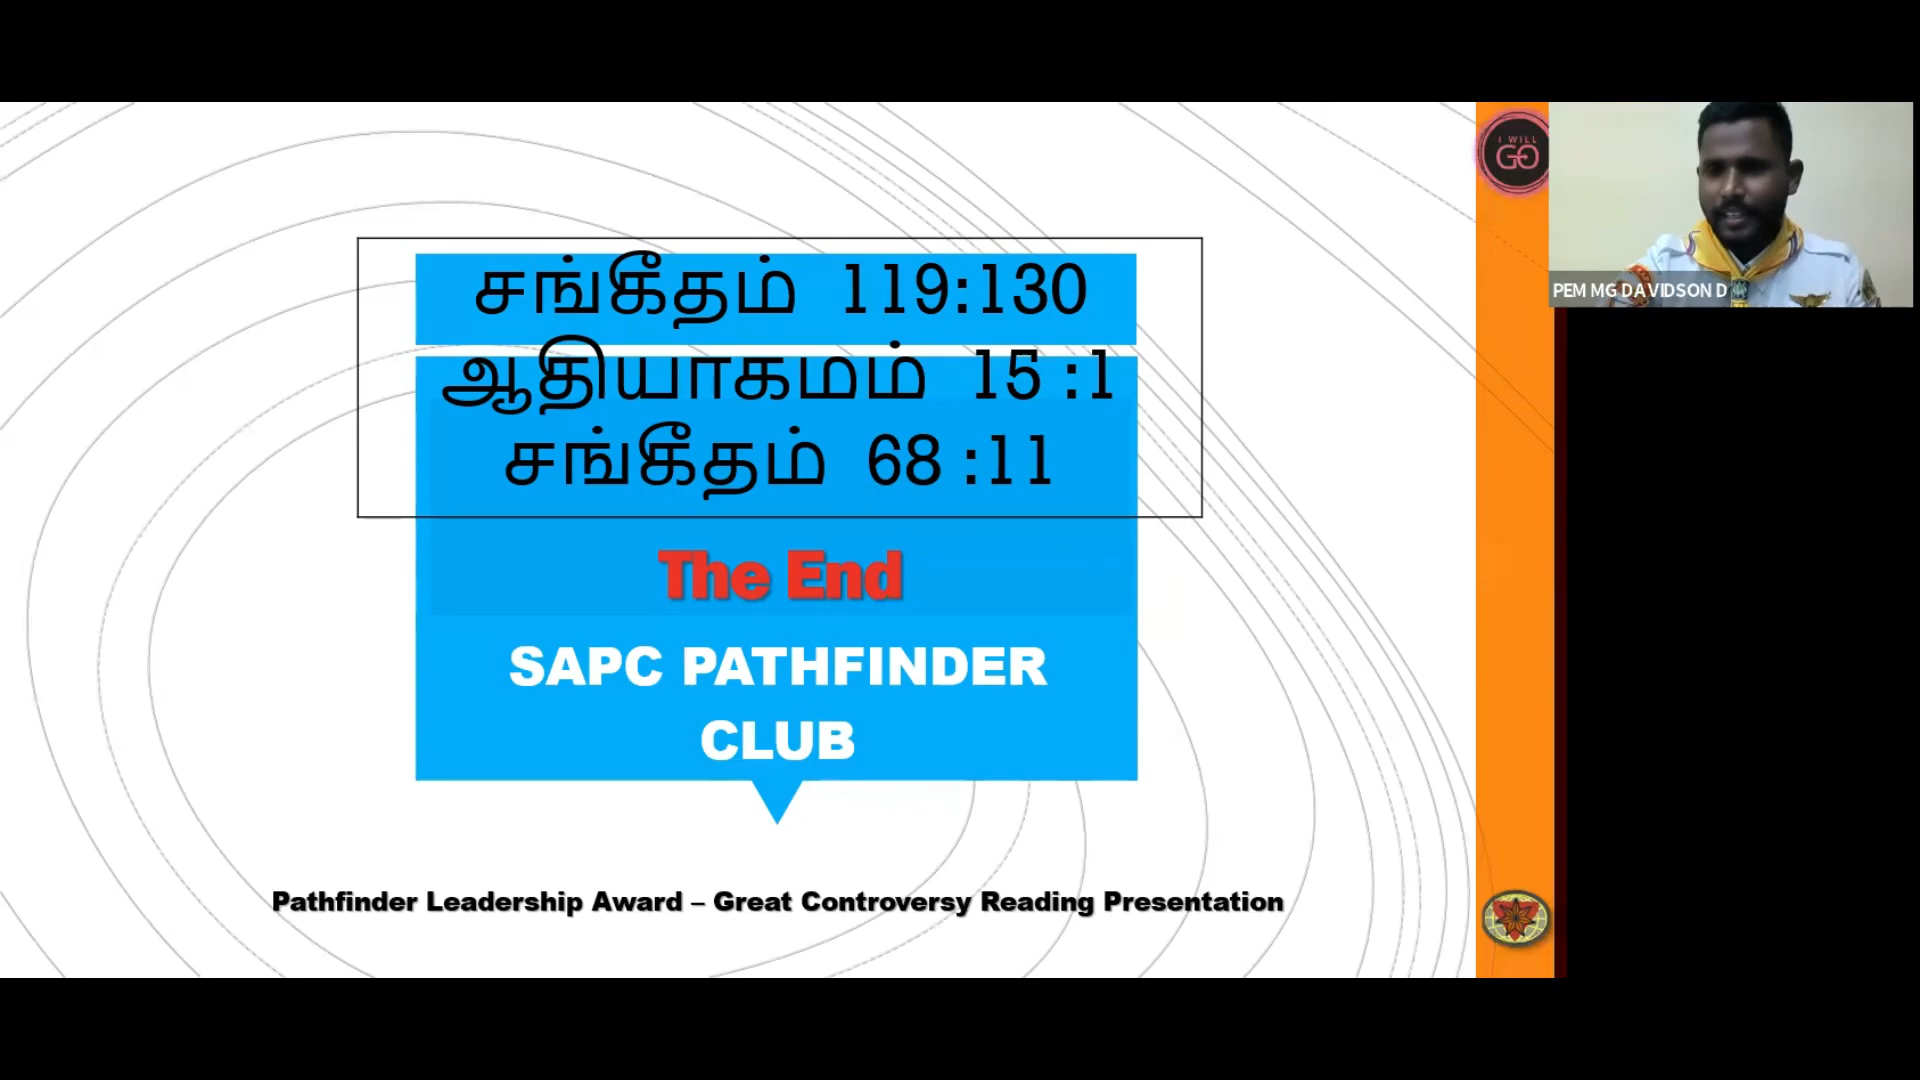 சங்கீதம் 119:130
ஆதியாகமம் 15 :1
சங்கீதம் 68 :11
The End
SAPC PATHFINDER
CLUB
Pathfinder Leadership Award – Great Controversy Reading Presentation
I WILL
GO
PEM MG DAVIDSON D